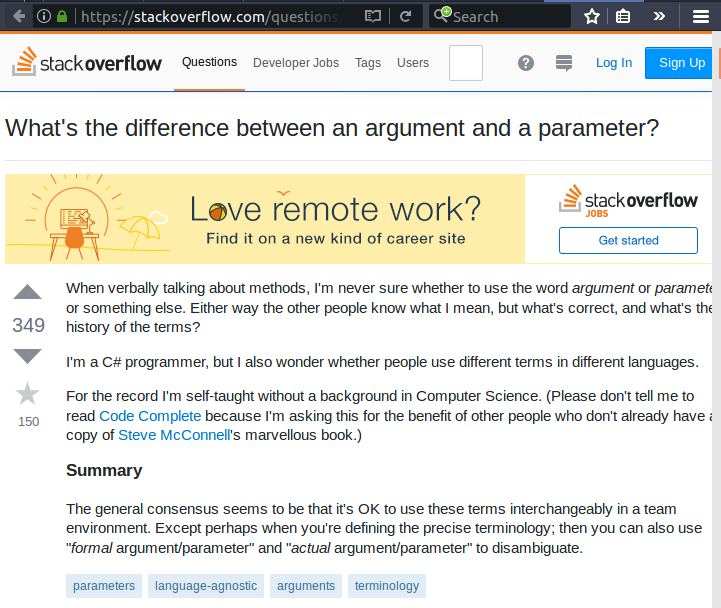 https://stackoverflow.com/questions
Search
stackoverflow Questions Developer Jobs Tags Users Log In Sign Up
What's the difference between an argument and a parameter?
Love remote work?
Find it on a new kind of career site
stackoverflow
JOBS
Get started
349
150
When verbally talking about methods, I'm never sure whether to use the word argument or paramete
or something else. Either way the other people know what I mean, but what's correct, and what's the
history of the terms?
I'm a C# programmer, but I also wonder whether people use different terms in different languages.
For the record I'm self-taught without a background in Computer Science. (Please don't tell me to
read Code Complete because I'm asking this for the benefit of other people who don't already have a
copy of Steve McConnell's marvellous book.)
Summary
The general consensus seems to be that it's OK to use these terms interchangeably in a team
environment. Except perhaps when you're defining the precise terminology; then you can also use
"formal argument/parameter" and "actual argument/parameter" to disambiguate.
parameters language-agnostic arguments terminology